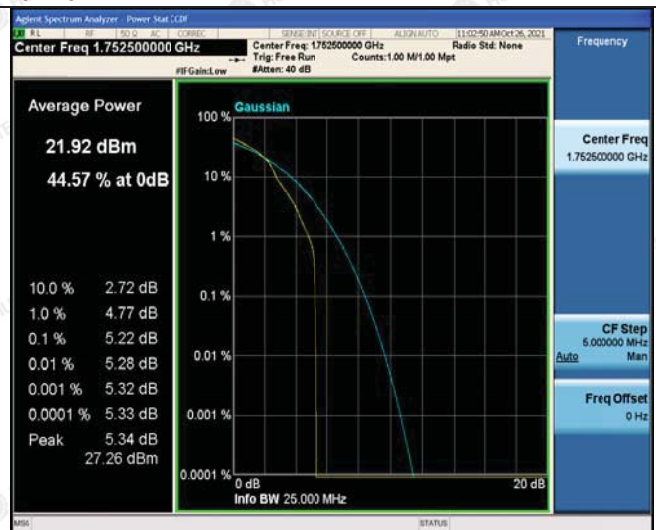 Agilent Spectrum Analyzer - Power Stat CCDF
RL RF 50 Ω AC CORREC SENSE:INT SOURCE OFF ALIGN AUTO 11:02:50 AM Oct 26, 2021
Center Freq 1.752500000 GHz
Center Freq: 1.752500000 GHz Radio Std: None
Trig: Free Run Counts:1.00 M/1.00 Mpt
#IFGain:Low #Atten: 40 dB
Frequency
Average Power
21.92 dBm
44.57 % at 0dB
10.0 % 2.72 dB
1.0 % 4.77 dB
0.1 % 5.22 dB
0.01 % 5.28 dB
0.001 % 5.32 dB
0.0001 % 5.33 dB
Peak 5.34 dB
27.26 dBm
Gaussian
100 %
10 %
1 %
0.1 %
0.01 %
0.001 %
0.0001 %
0 dB 20 dB
Info BW 25.000 MHz
Center Freq
1.752500000 GHz
CF Step
5.000000 MHz
Auto Man
Freq Offset
0 Hz
MSG STATUS